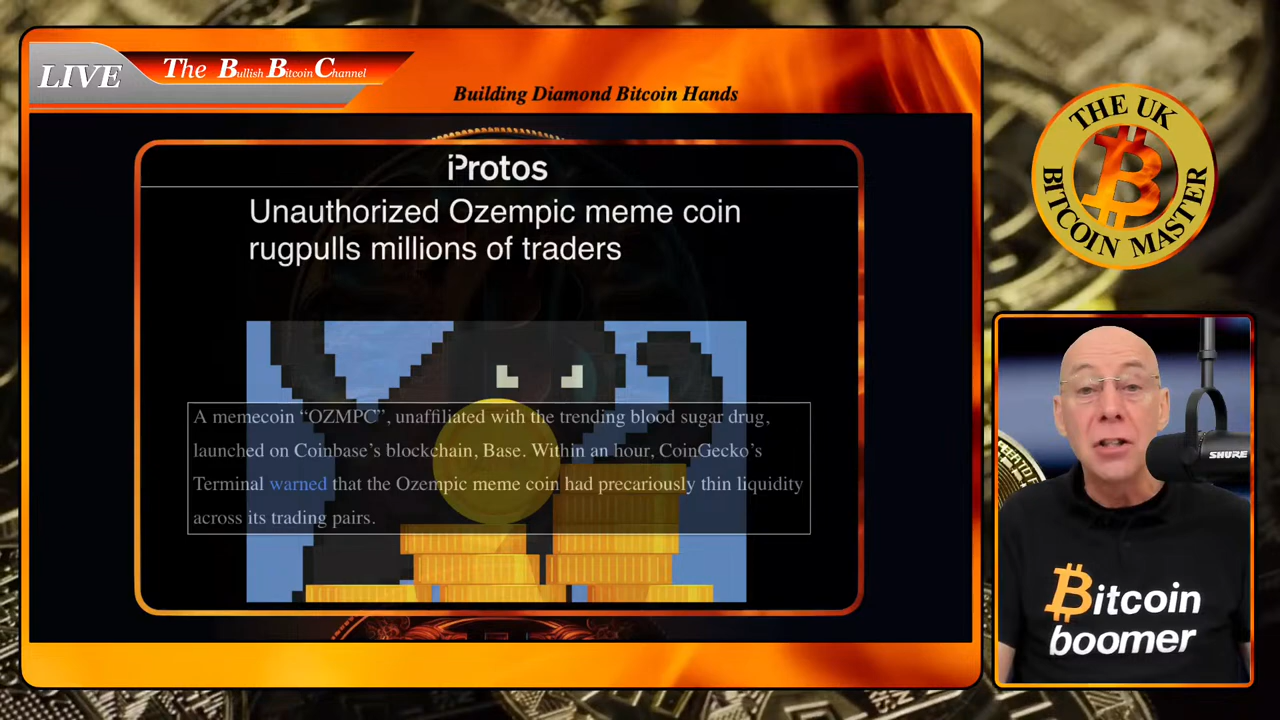 LIVE
The Bullish Bitcoin Channel
Building Diamond Bitcoin Hands
Protos
Unauthorized Ozempic meme coin
rugpulls millions of traders
A memecoin “OZMPC”, unaffiliated with the trending blood sugar drug,
launched on Coinbase’s blockchain, Base. Within an hour, CoinGecko’s
Terminal warned that the Ozempic meme coin had precariously thin liquidity
across its trading pairs.
THE UK
BITCOIN MASTER
SHURE
Bitcoin
boomer